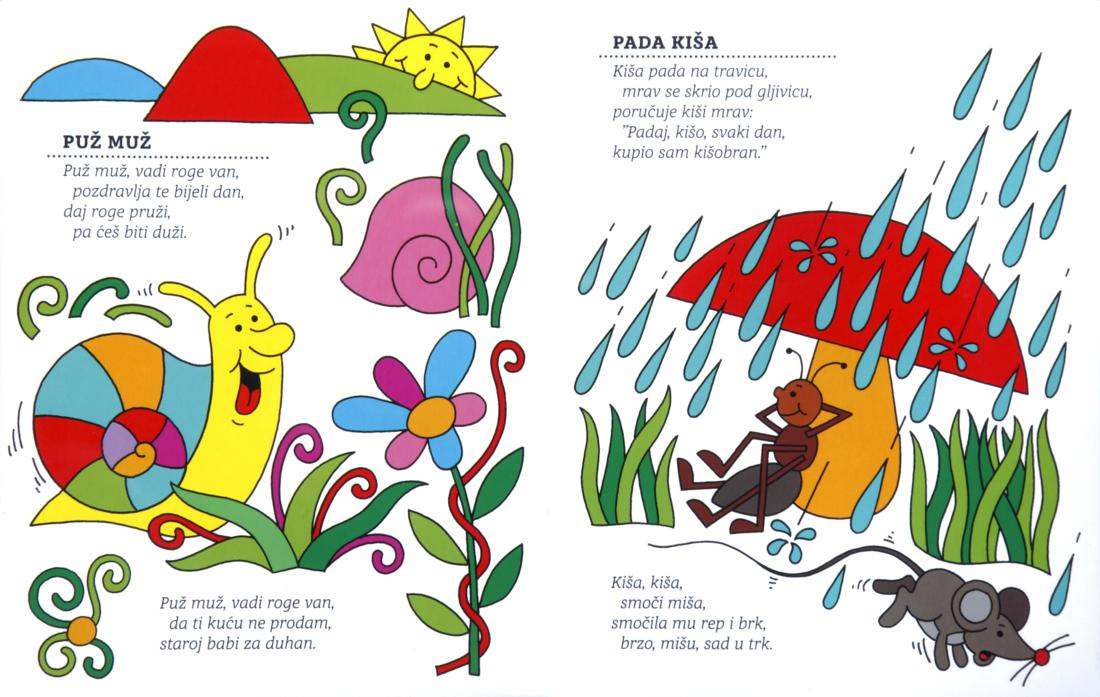 PUŽ MUŽ
Puž muž, vadi roge van,
pozdravlja te bijeli dan,
daj roge pruži,
pa ćeš biti duži.
Puž muž, vadi roge van,
da ti kuću ne prodam,
staroj babi za duhan.
PADA KIŠA
Kiša pada na travicu,
mrav se skrio pod gljivicu,
poručuje kiši mrav:
"Padaj, kišo, svaki dan,
kupio sam kišobran."
Kiša, kiša,
smoči miša,
smočila mu rep i brk,
brzo, mišu, sad u trk.